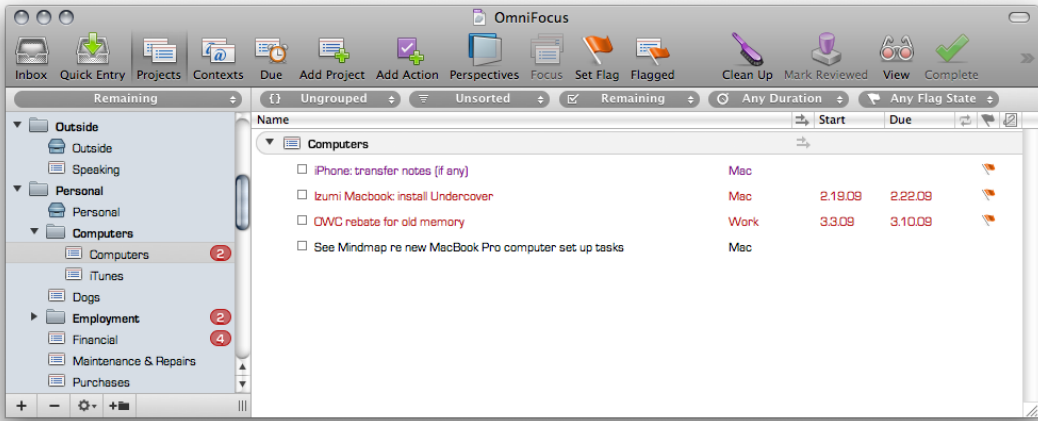 OmniFocus
Inbox Quick Entry Projects Contexts Due Add Project Add Action Perspectives Focus Set Flag Flagged Clean Up Mark Reviewed View Complete
Remaining {} Ungrouped Unsorted Remaining Any Duration Any Flag State
Name Start Due
Outside
Outside
Speaking
Personal
Personal
Computers
Computers 2
iTunes
Dogs
Employment 2
Financial 4
Maintenance & Repairs
Purchases
Computers
iPhone: transfer notes (if any) Mac
Izumi Macbook: install Undercover Mac 2.19.09 2.22.09
OWC rebate for old memory Work 3.3.09 3.10.09
See Mindmap re new MacBook Pro computer set up tasks Mac